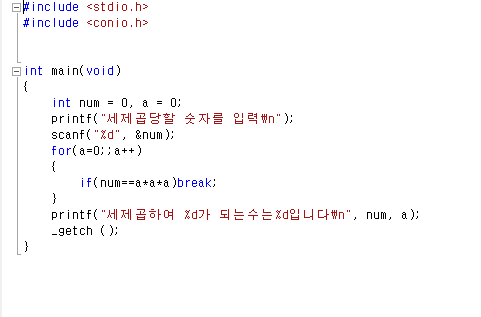 #include <stdio.h>
#include <conio.h>
int main(void)
{
int num = 0, a = 0;
printf("세제곱당할 숫자를 입력₩n");
scanf("%d", &num);
for(a=0;;a++)
{
if(num==a*a*a)break;
}
printf("세제곱하여 %d가 되는수는%d입니다₩n", num, a);
_getch ();
}